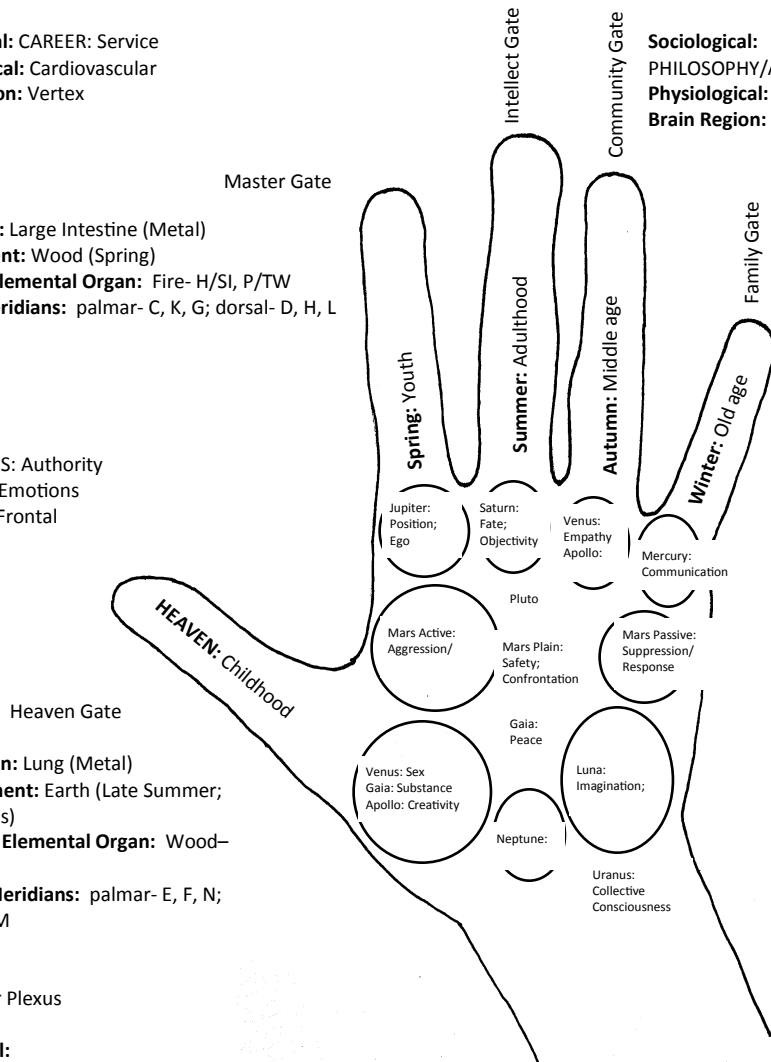 al: CAREER: Service
cal: Cardiovascular
on: Vertex
Intellect Gate
Community Gate
Sociological:
PHILOSOPHY/
Physiological:
Brain Region:
Master Gate
: Large Intestine (Metal)
ent: Wood (Spring)
lemental Organ: Fire- H/SI, P/TW
ridians: palmar- C, K, G; dorsal- D, H, L
Family Gate
Spring: Youth
Summer: Adulthood
Autumn: Middle age
Winter: Old age
S: Authority
Emotions
Frontal
Jupiter:
Position;
Ego
Saturn:
Fate;
Objectivity
Venus:
Empathy
Apollo:
Mercury:
Communication
Pluto
HEAVEN: Childhood
Mars Active:
Aggression/
Mars Plain:
Safety;
Confrontation
Mars Passive:
Suppression/
Response
Heaven Gate
Gaia:
Peace
n: Lung (Metal)
ment: Earth (Late Summer;
s)
Elemental Organ: Wood–
eridians: palmar- E, F, N;
M
Venus: Sex
Gaia: Substance
Apollo: Creativity
Luna:
Imagination;
Neptune:
Uranus:
Collective
Consciousness
r Plexus
l: